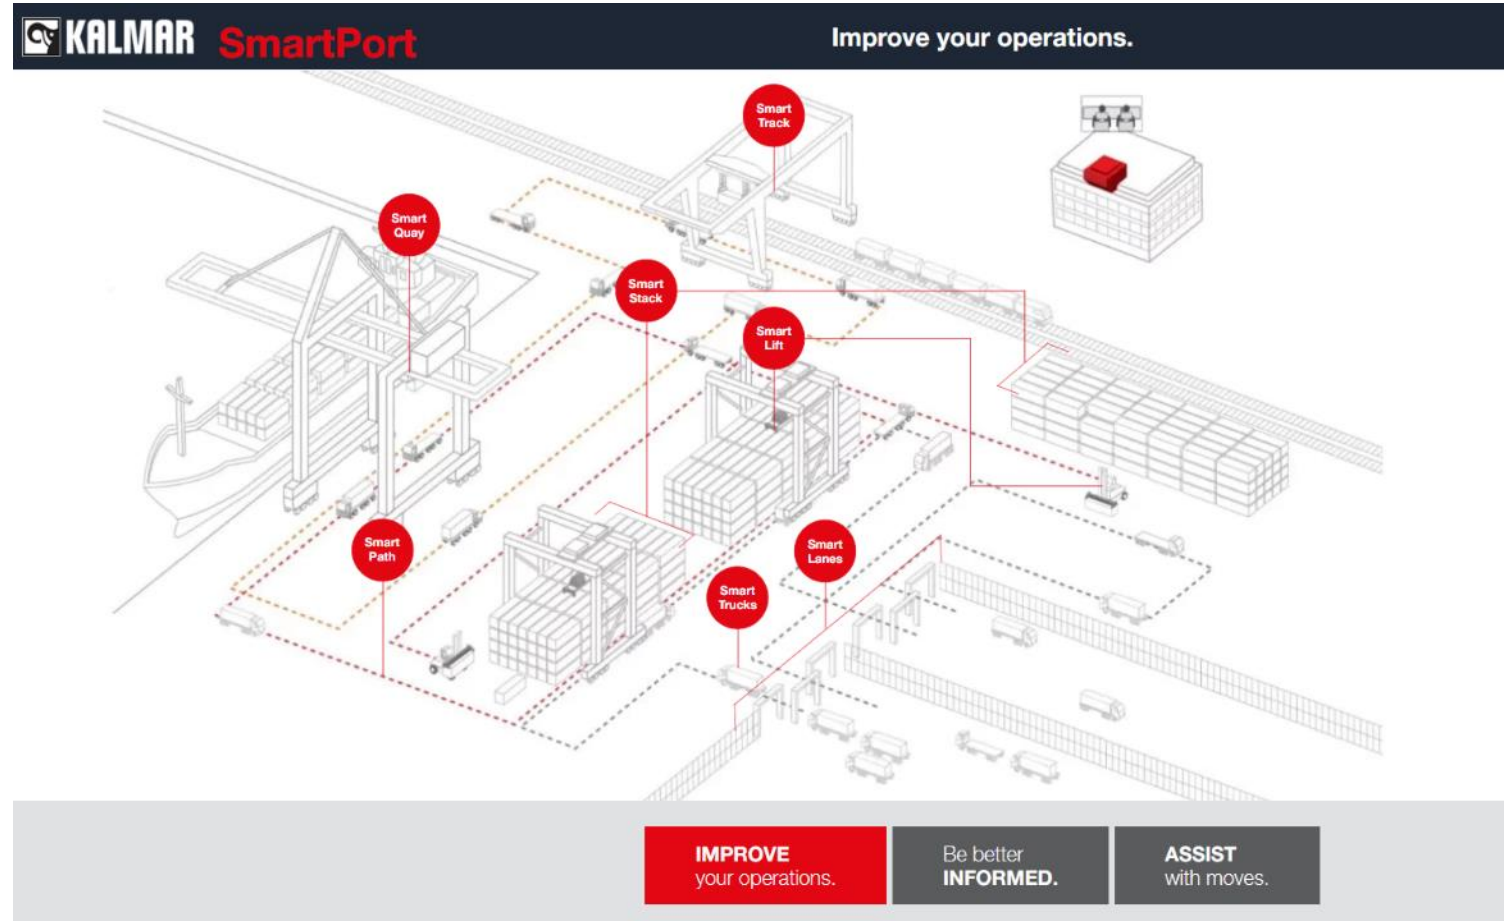 KALMAR SmartPort
Improve your operations.
Smart
Track
Smart
Quay
Smart
Stack
Smart
Lift
Smart
Path
Smart
Lanes
Smart
Trucks
IMPROVE
your operations.
Be better
INFORMED.
ASSIST
with moves.